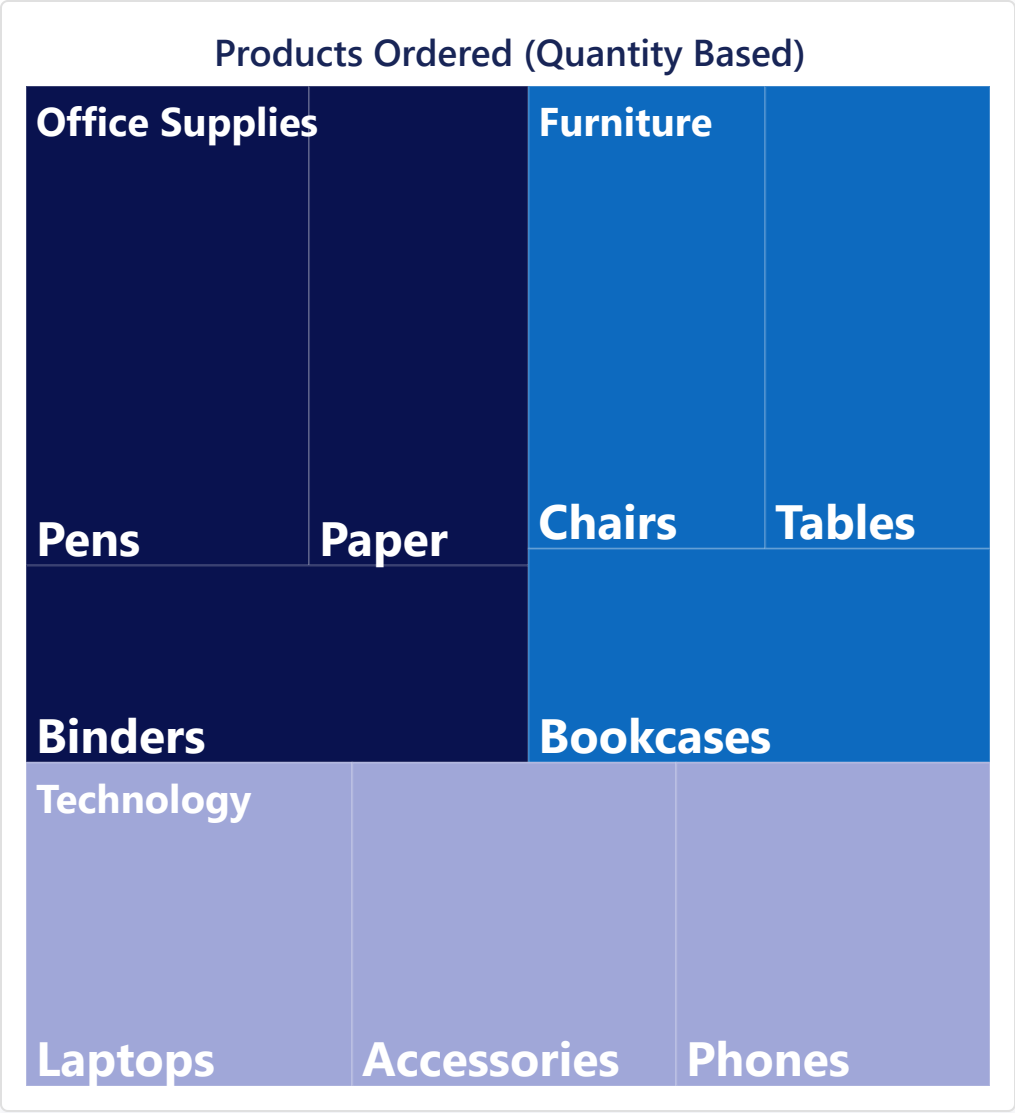 Products Ordered (Quantity Based)
Office Supplies
Furniture
Pens
Paper
Chairs
Tables
Binders
Bookcases
Technology
Laptops
Accessories
Phones